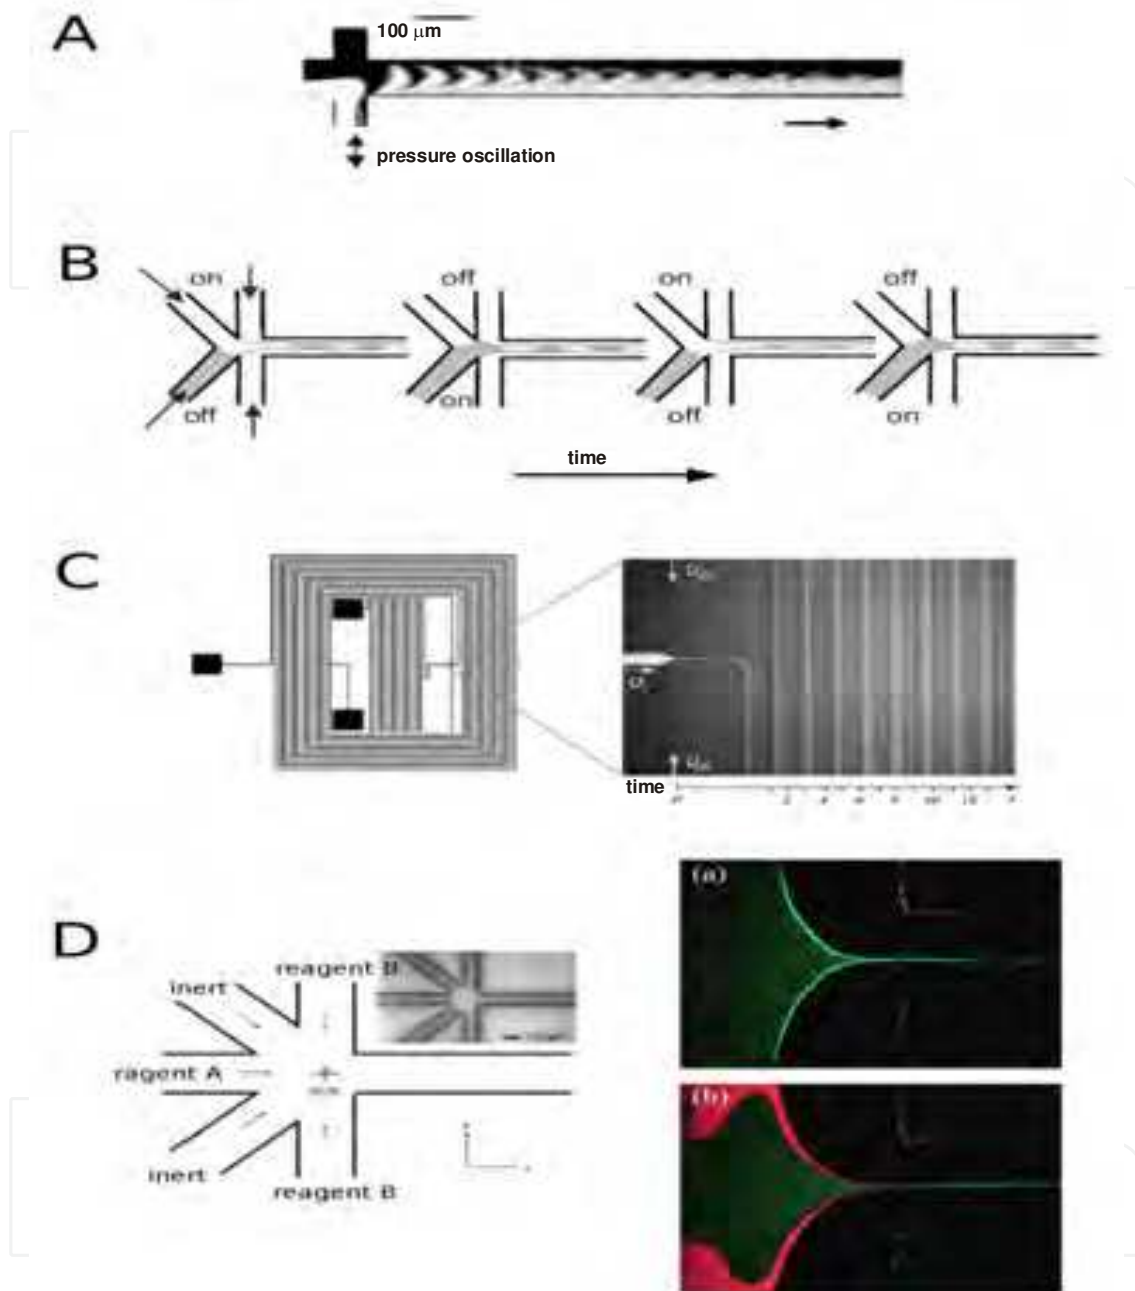 A
100 μm
pressure oscillation
B
on
off
on
off
off
on
off
on
time
C
time
D
reagent B
inert
ragent A
inert
reagent B
(a)
(b)